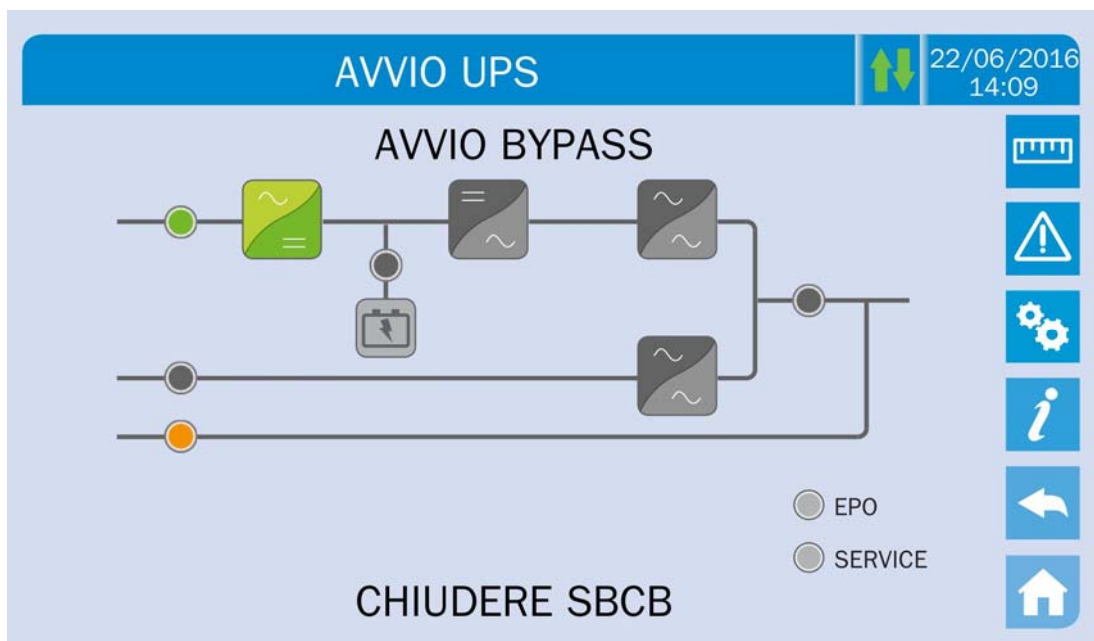 AVVIO UPS
22/06/2016
14:09
AVVIO BYPASS
EPO
SERVICE
CHIUDERE SBCB